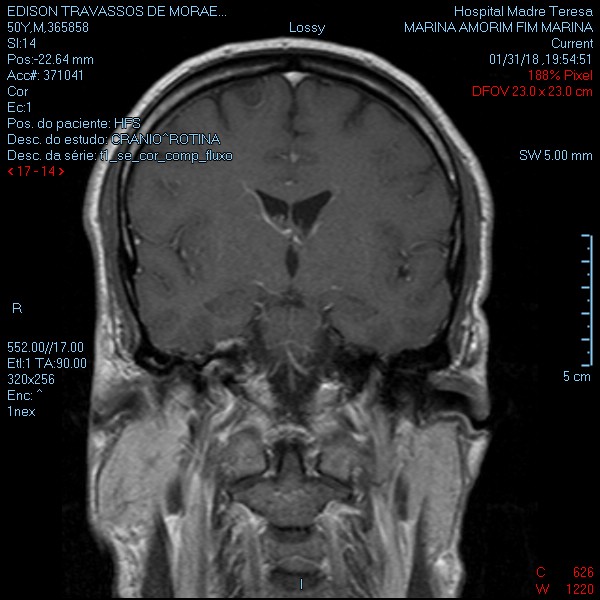 EDISON TRAVASSOS DE MORAE...
50Y,M,365858
Sl:14
Pos:-22.64 mm
Acc#: 371041
Cor
Ec:1
Pos. do paciente: HFS
Desc. do estudo: CRANIO^ROTINA
Desc. da série: t1_se_cor_comp_fluxo
< 17 - 14 >
Lossy
Hospital Madre Teresa
MARINA AMORIM FIM MARINA
Current
01/31/18 ,19:54:51
188% Pixel
DFOV 23.0 x 23.0 cm
SW 5.00 mm
R
5 cm
552.00//17.00
Etl:1 TA:90.00
320x256
Enc: ^
1nex
I
C 626
W 1220